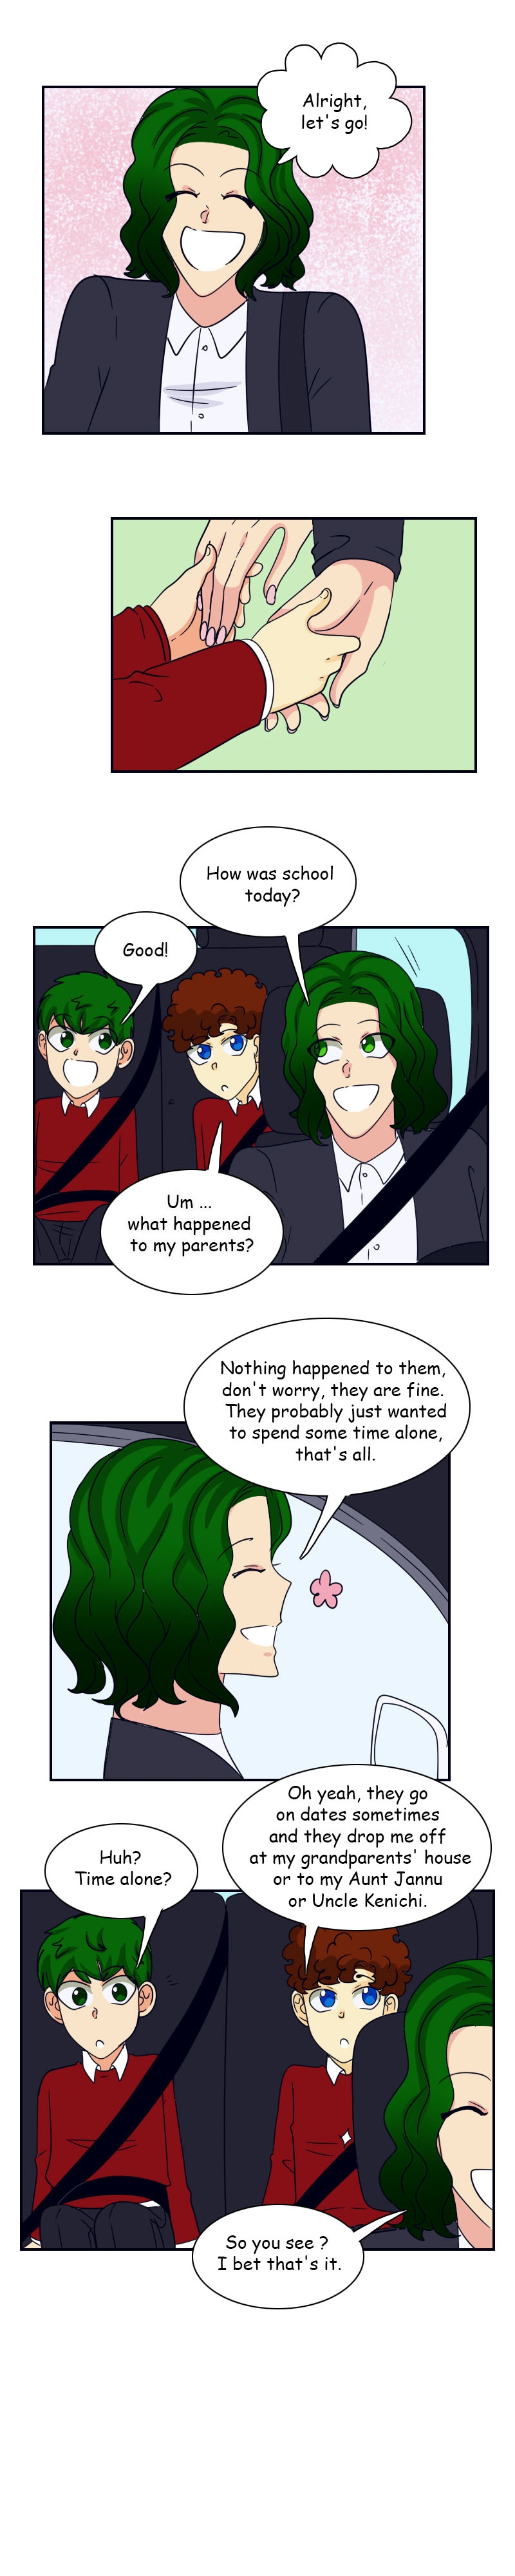 Alright,
let's go!
How was school
today?
Good!
Um ...
what happened
to my parents?
Nothing happened to them,
don't worry, they are fine.
They probably just wanted
to spend some time alone,
that's all.
Huh?
Time alone?
Oh yeah, they go
on dates sometimes
and they drop me off
at my grandparents' house
or to my Aunt Jannu
or Uncle Kenichi.
So you see ?
I bet that's it.